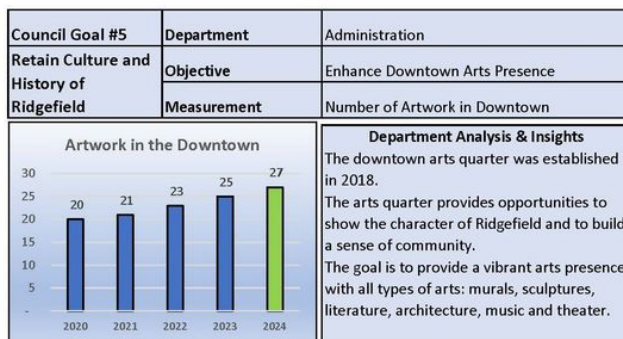 Council Goal #5
Department
Administration
Retain Culture and
History of
Ridgefield
Objective
Enhance Downtown Arts Presence
Measurement
Number of Artwork in Downtown
Artwork in the Downtown
30
25
20
15
10
5
-
20
21
23
25
27
2020
2021
2022
2023
2024
Department Analysis & Insights
The downtown arts quarter was established
in 2018.
The arts quarter provides opportunities to
show the character of Ridgefield and to build
a sense of community.
The goal is to provide a vibrant arts presence
with all types of arts: murals, sculptures,
literature, architecture, music and theater.